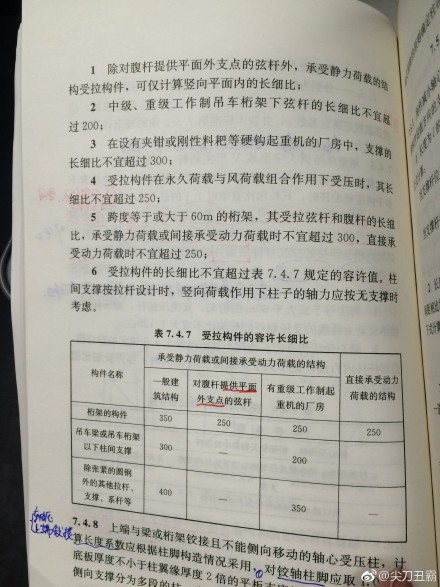 1 除对腹杆提供平面外支点的弦杆外，承受静力荷载的结
构受拉构件，可仅计算竖向平面内的长细比；
2 中级、重级工作制吊车桁架下弦杆的长细比不宜超
过 200；
3 在设有夹钳或刚性料耙等硬钩起重机的厂房中，支撑的
长细比不宜超过 300；
4 受拉构件在永久荷载与风荷载组合作用下受压时，其长
细比不宜超过 250；
5 跨度等于或大于 60m 的桁架，其受拉弦杆和腹杆的长细
比，承受静力荷载或间接承受动力荷载时不宜超过 300，直接承
受动力荷载时不宜超过 250；
6 受拉构件的长细比不宜超过表 7.4.7 规定的容许值。柱
间支撑按拉杆设计时，竖向荷载作用下柱子的轴力应按无支撑时
考虑。
表 7.4.7 受拉构件的容许长细比
构件名称
承受静力荷载或间接承受动力荷载的结构
直接承受动力荷载的结构
一般建筑结构
对腹杆提供平面外支点的弦杆
有重级工作制起重机的厂房
桁架的构件 350 250 250 250
吊车梁或吊车桁架以下柱间支撑 300 — 200 —
除张紧的圆钢外的其他拉杆、支撑、系杆等 400 — 350 —
上端铰接
7.4.8 上端与梁或桁架铰接且不能侧向移动的轴心受压柱，计
算长度系数应根据柱脚构造情况采用，对铰轴柱脚应取
底板厚度不小于柱翼缘厚度 2 倍的平板支座
侧向支撑分为多段的柱
@尖刀丑霸